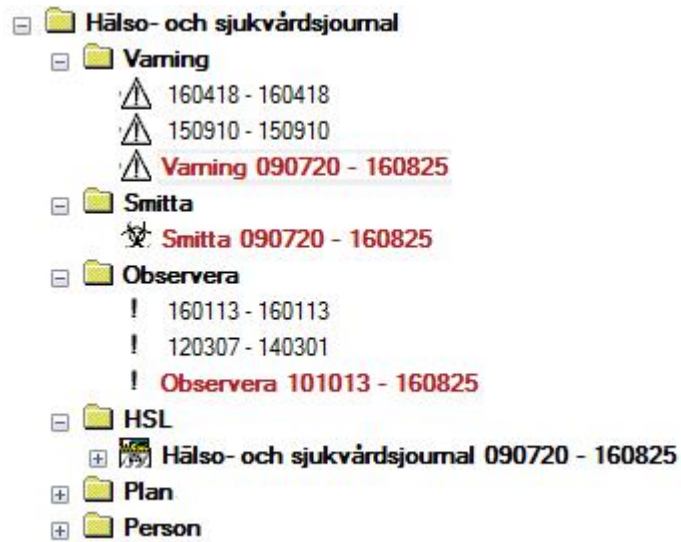 Hälso- och sjukvårdsjournal
Varning
160418 - 160418
150910 - 150910
Varning 090720 - 160825
Smitta
Smitta 090720 - 160825
Observera
160113 - 160113
120307 - 140301
Observera 101013 - 160825
HSL
Hälso- och sjukvårdsjournal 090720 - 160825
Plan
Person